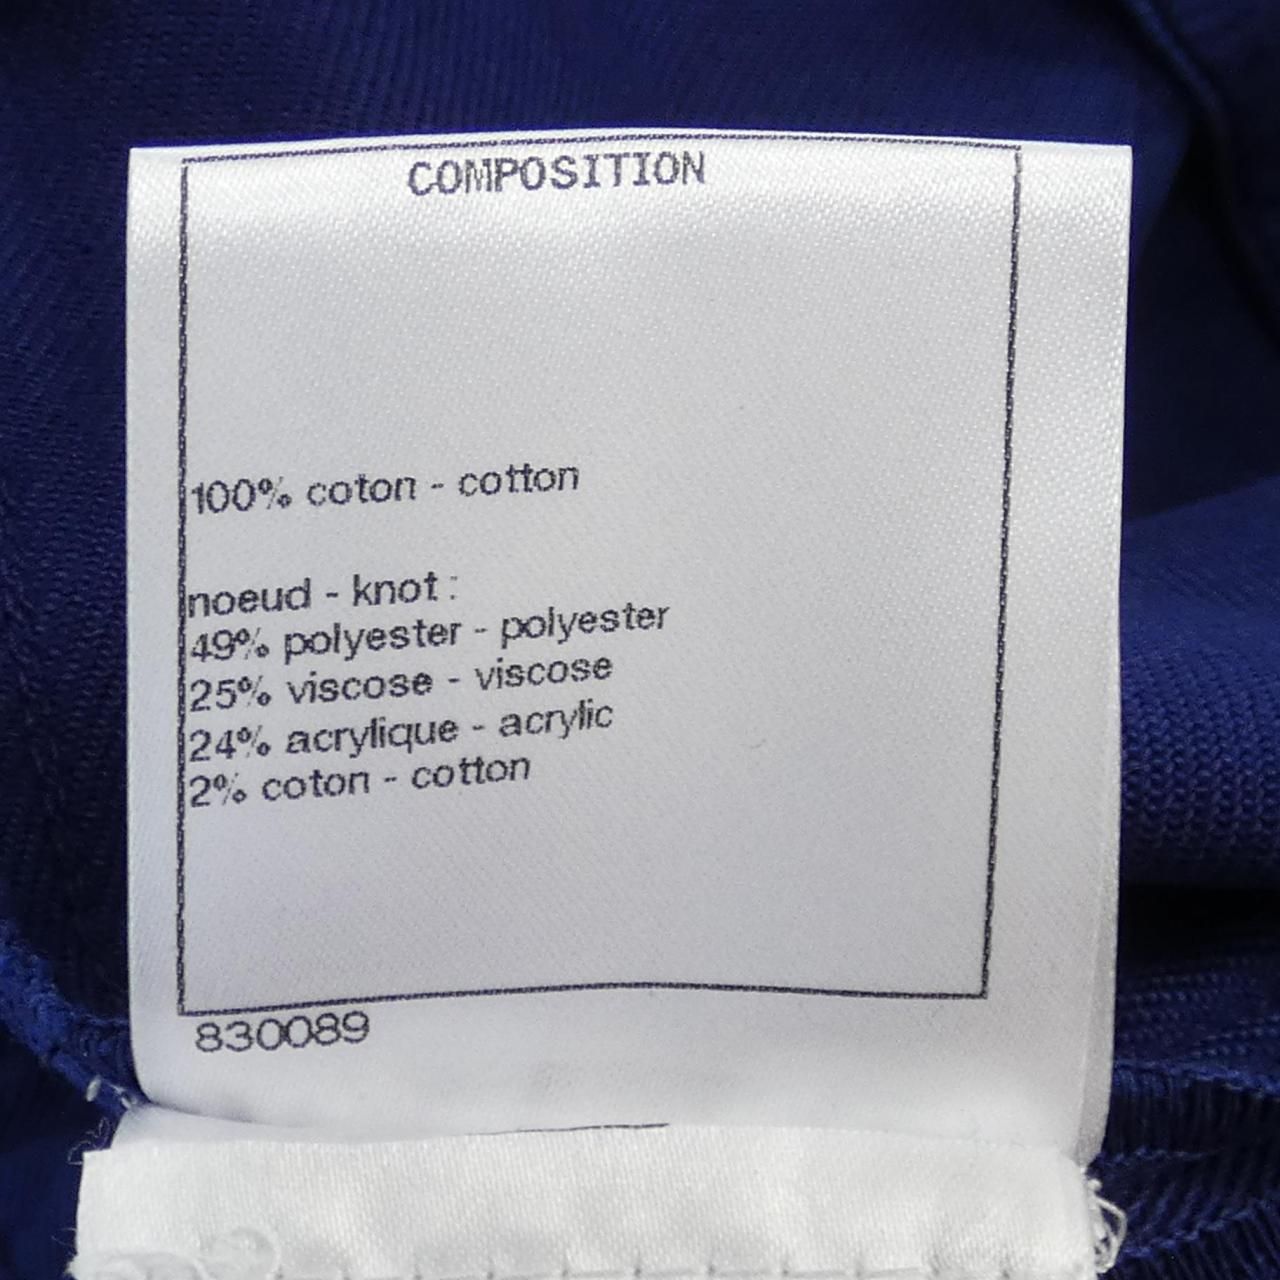 COMPOSITION
100% coton - cotton
noeud - knot :
49% polyester - polyester
25% viscose - viscose
24% acrylique - acrylic
2% coton - cotton
830089